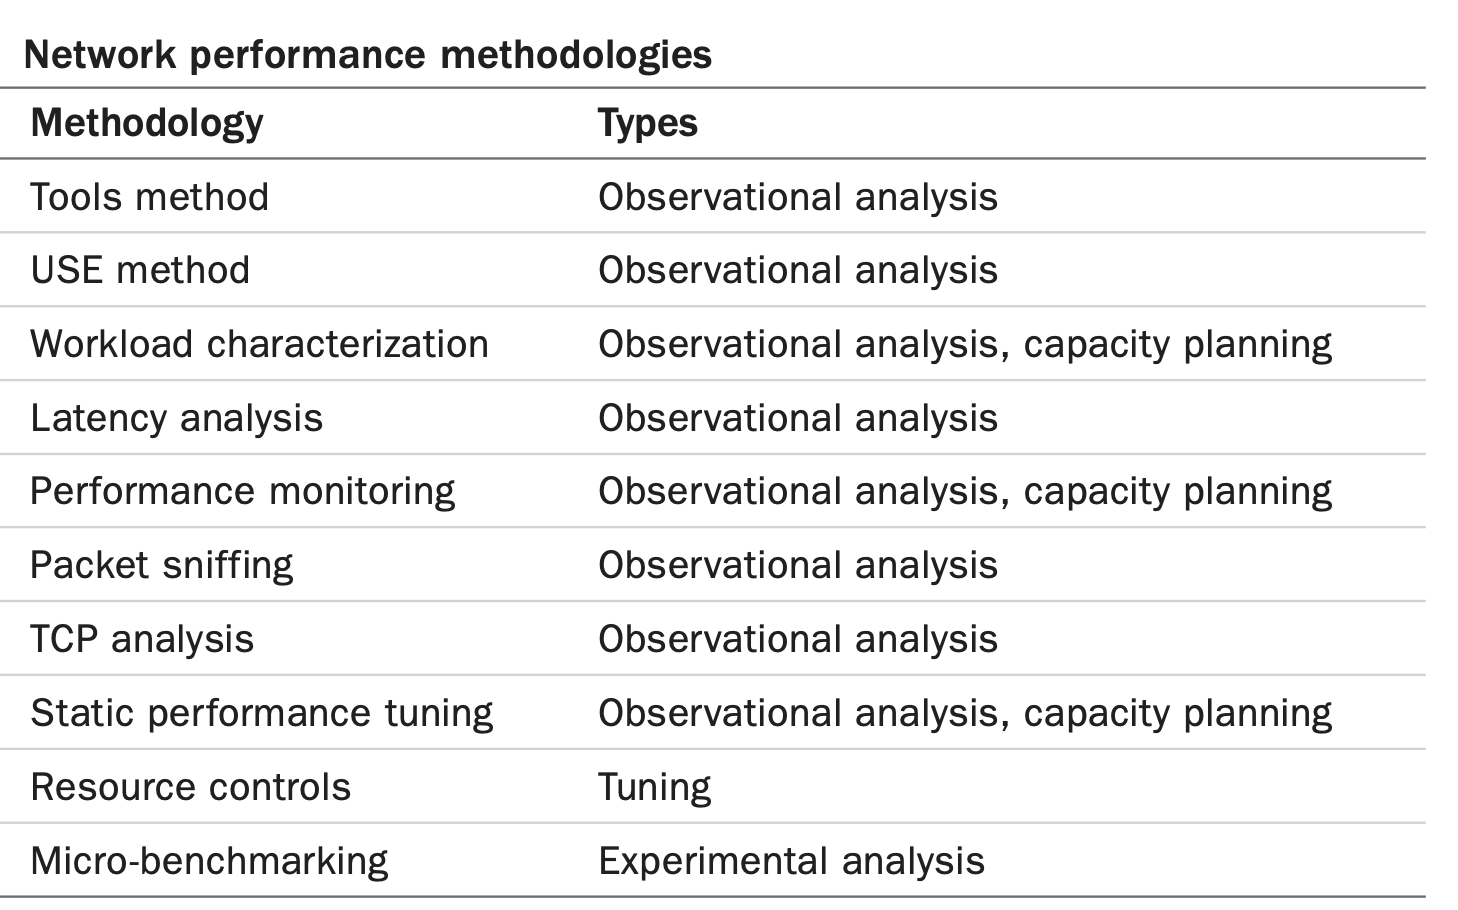 Network performance methodologies
Methodology Types
Tools method Observational analysis
USE method Observational analysis
Workload characterization Observational analysis, capacity planning
Latency analysis Observational analysis
Performance monitoring Observational analysis, capacity planning
Packet sniffing Observational analysis
TCP analysis Observational analysis
Static performance tuning Observational analysis, capacity planning
Resource controls Tuning
Micro-benchmarking Experimental analysis